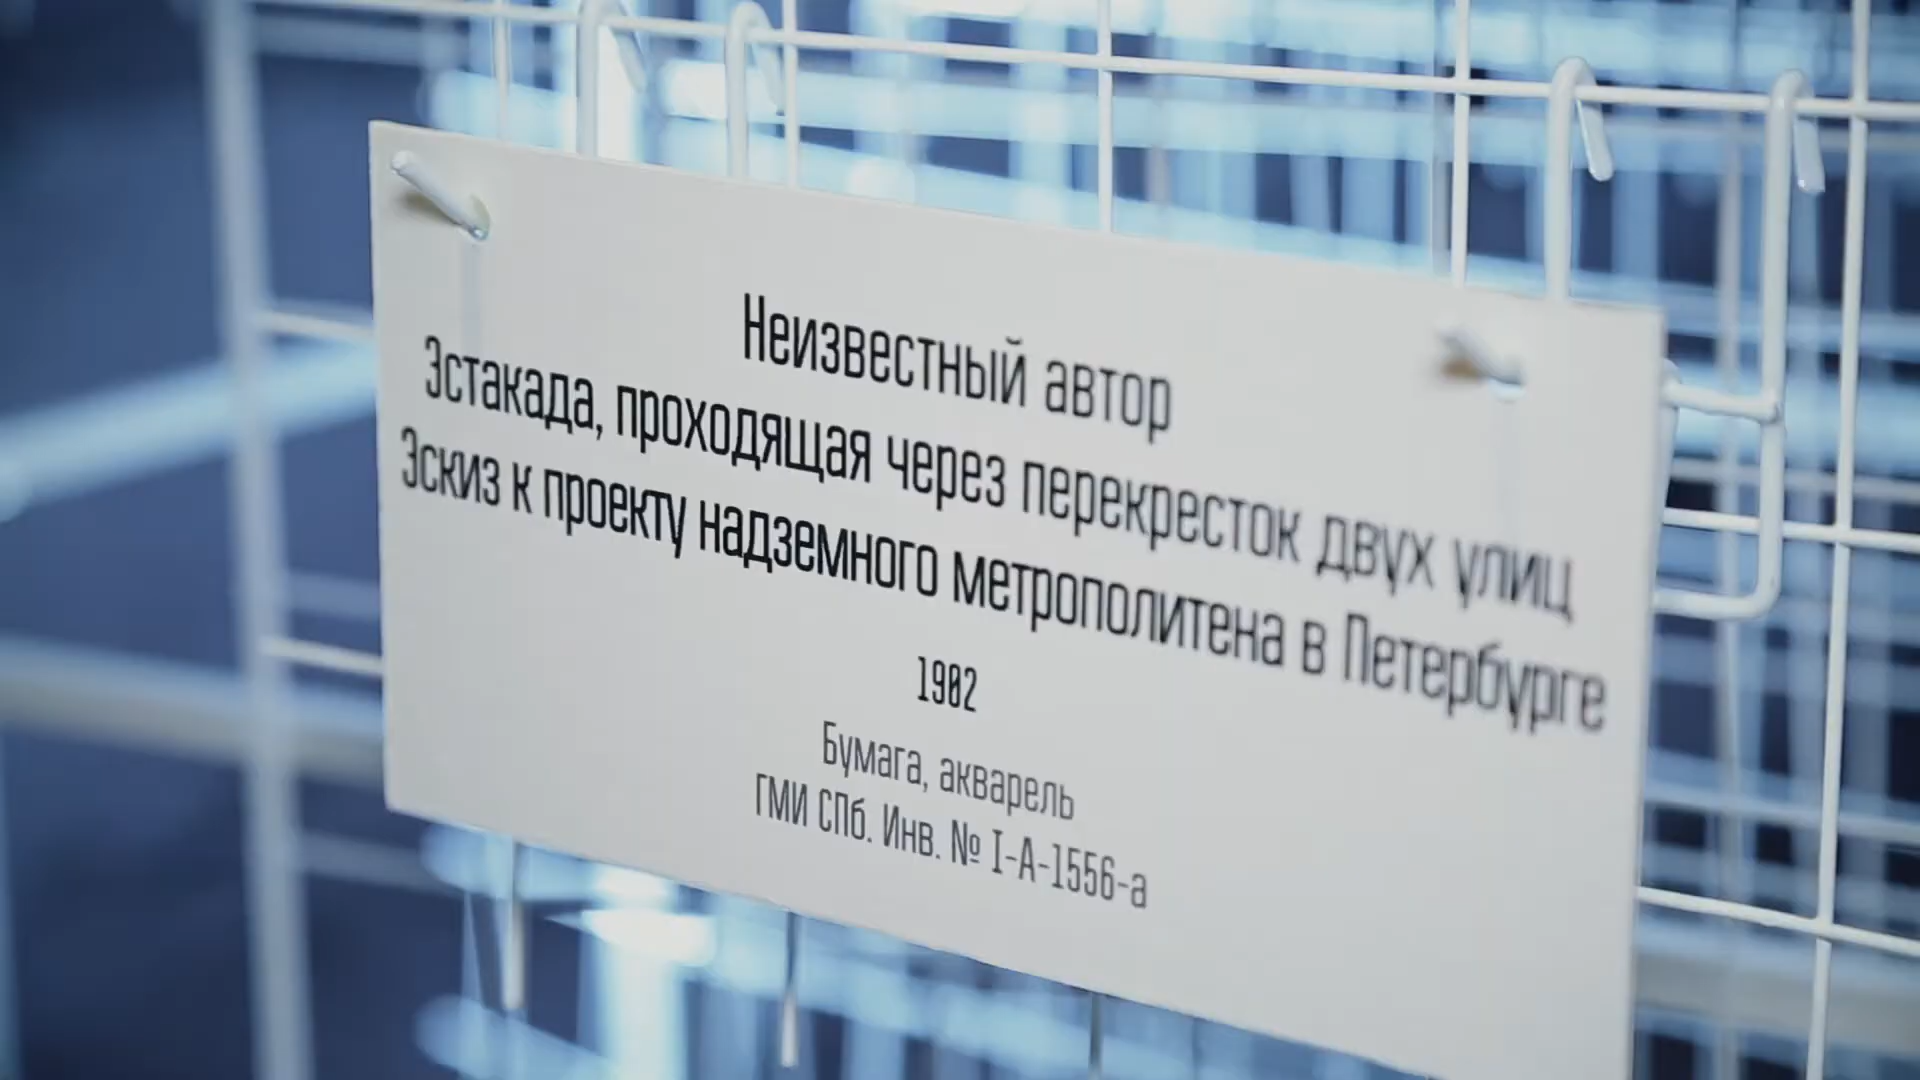 Неизвестный автор
Эстакада, проходящая через перекресток двух улиц
Эскиз к проекту надземного метрополитена в Петербурге
1902
Бумага, акварель
ГМИ СПб. Инв. № I-А-1556-а